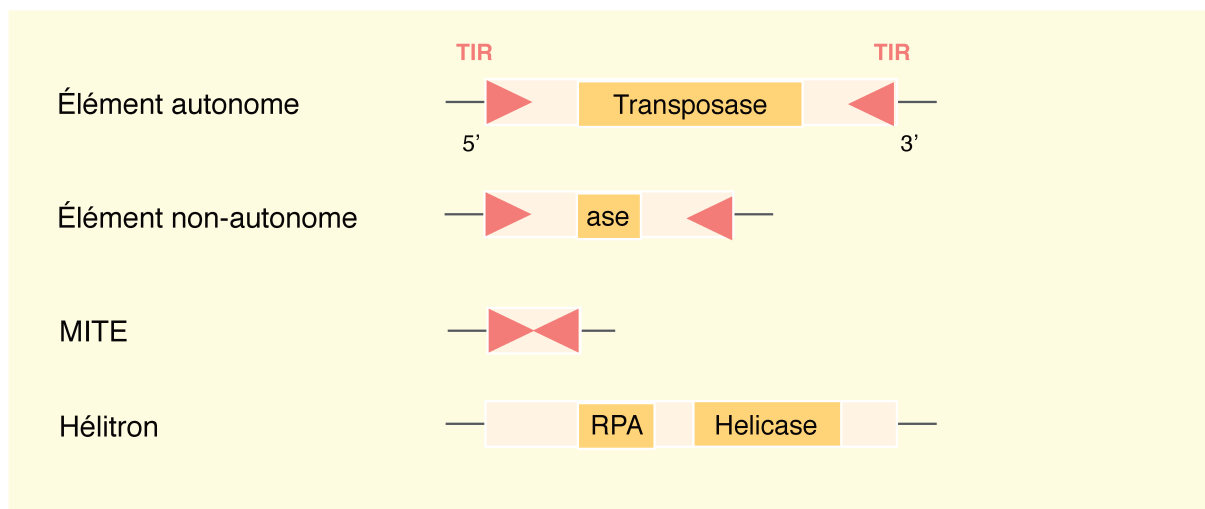 TIR TIR
Élément autonome Transposase
5’ 3’
Élément non-autonome ase
MITE
Hélitron RPA Helicase